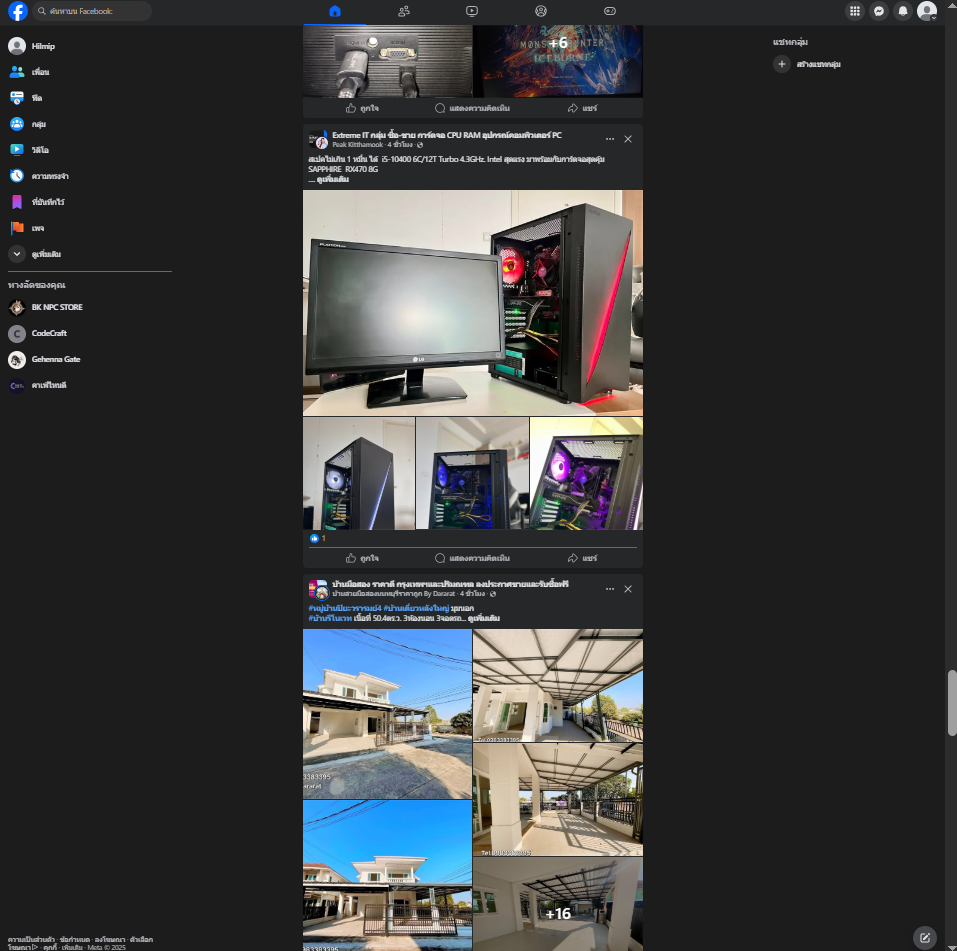 ค้นหาบน Facebook
Hilmip
เพื่อน
ฟีด
กลุ่ม
วิดีโอ
ความทรงจำ
ที่บันทึกไว้
เพจ
ดูเพิ่มเติม
ทางลัดของคุณ
BK NPC STORE
C
CodeCraft
Gehenna Gate
คาเฟ่ไหนดี
ความเป็นส่วนตัว · ข้อกำหนด · ลงโฆษณา · ตัวเลือก
โฆษณา · คุกกี้ · เพิ่มเติม · Meta © 2025
+6
ถูกใจ
แสดงความคิดเห็น
แชร์
Extreme IT กลุ่ม ซื้อ-ขาย การ์ดจอ CPU RAM อุปกรณ์คอมพิวเตอร์ PC
Peak Kitthamook · 4 ชั่วโมง ·
สเปคไม่เกิน 1 หมื่น ได้ i5-10400 6C/12T Turbo 4.3GHz. Intel สุดแรง มาพร้อมกับการ์ดจอสุดคุ้ม
SAPPHIRE RX470 8G
.... ดูเพิ่มเติม
LG
1
ถูกใจ
แสดงความคิดเห็น
แชร์
บ้านมือสอง ราคาดี กรุงเทพฯและปริมณฑล ลงประกาศขายและรับซื้อฟรี
บ้านสวยมือสองนนทบุรีราคาถูก By Dararat · 4 ชั่วโมง ·
#หมู่บ้านปิยะวรารมย์4 #บ้านเดี่ยวหลังใหญ่ มุมนอก
#บ้านรีโนเวท เนื้อที่ 50.4ตร.ว. 3ห้องนอน 3จอดรถ... ดูเพิ่มเติม
3383395
ararat
Tel.0983383395
+16
แชทกลุ่ม
สร้างแชทกลุ่ม